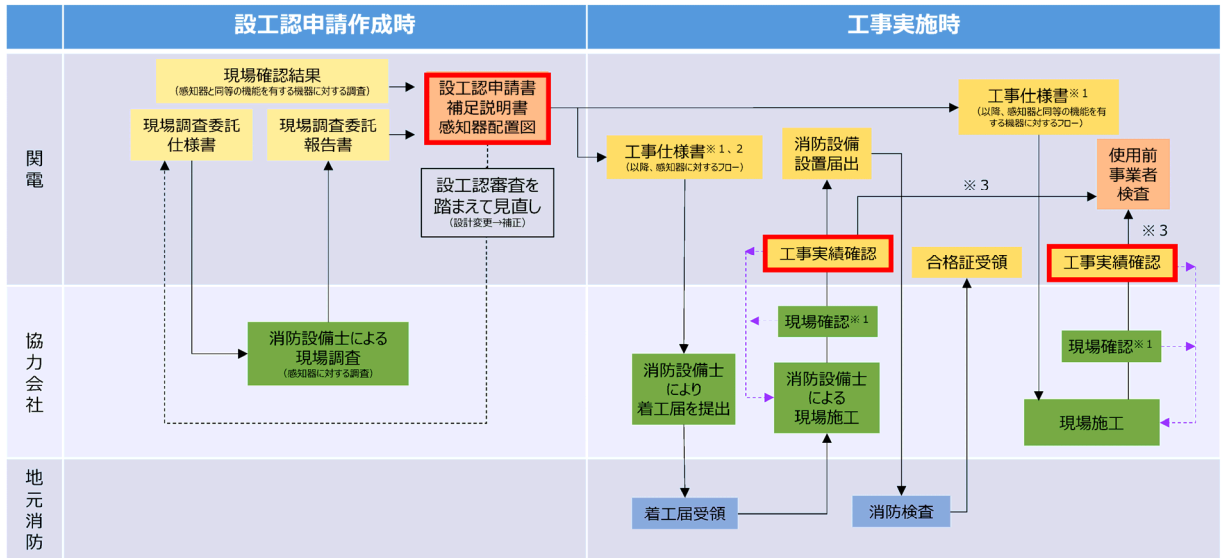 設工認申請作成時
工事実施時
関電
現場確認結果
（感知器と同等の機能を有する機器に対する調査）
現場調査委託
仕様書
現場調査委託
報告書
設工認申請書
補足説明書
感知器配置図
設工認審査を
踏まえて見直し
（設計変更→補正）
工事仕様書※１、２
（以降、感知器に対するフロー）
消防設備
設置届出
工事仕様書※１
（以降、感知器と同等の機能を有
する機器に対するフロー）
使用前
事業者
検査
※３
※３
工事実績確認
合格証受領
工事実績確認
協力会社
消防設備士による
現場調査
（感知器に対する調査）
現場確認※１
現場確認※１
消防設備士
により
着工届を提出
消防設備士
による
現場施工
現場施工
地元消防
着工届受領
消防検査